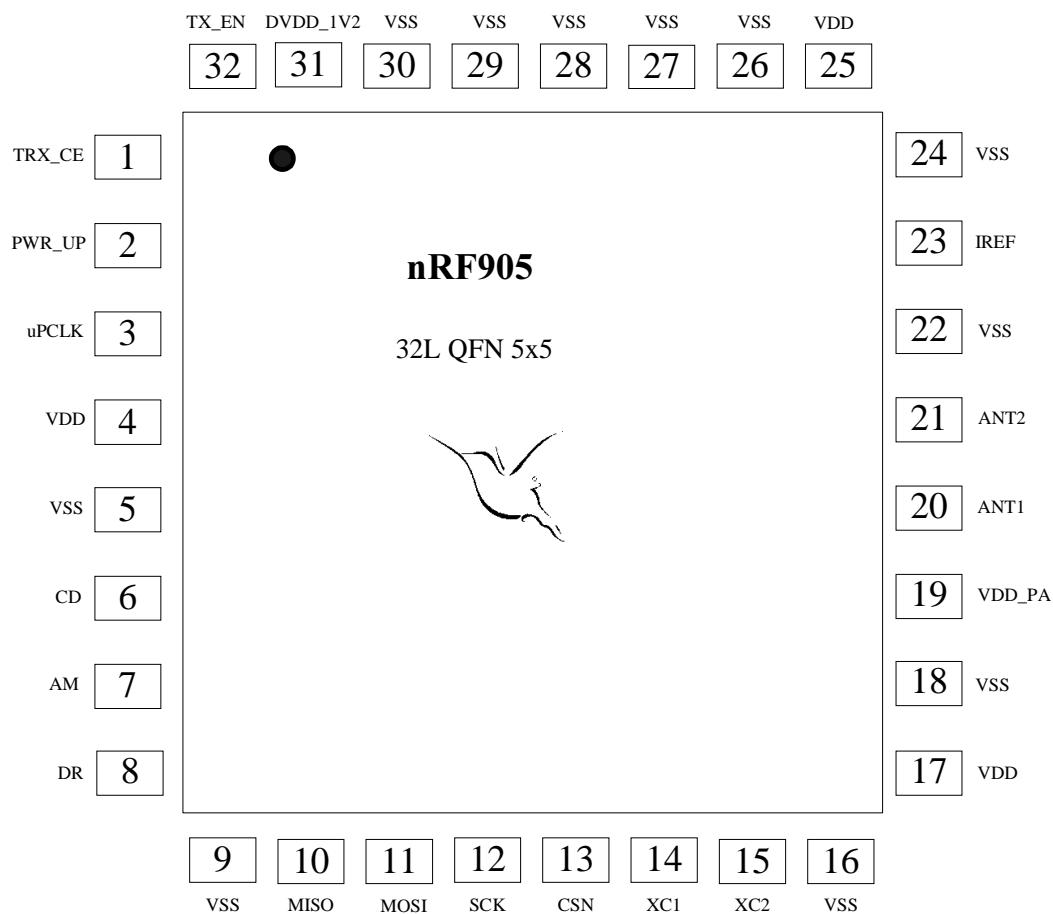 TX_EN DVDD_1V2 VSS VSS VSS VSS VSS VDD
32 31 30 29 28 27 26 25
TRX_CE 1
24 VSS
PWR_UP 2
23 IREF
nRF905
uPCLK 3
22 VSS
32L QFN 5x5
VDD 4
21 ANT2
VSS 5
20 ANT1
CD 6
19 VDD_PA
AM 7
18 VSS
DR 8
17 VDD
9 10 11 12 13 14 15 16
VSS MISO MOSI SCK CSN XC1 XC2 VSS